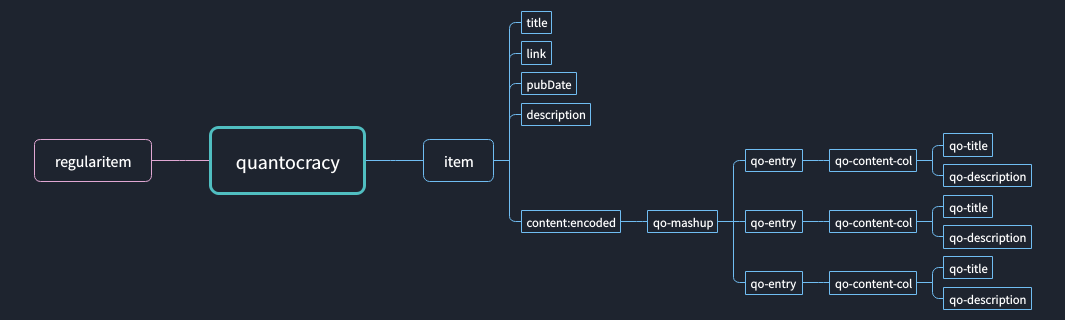 regularitem
quantocracy
item
title
link
pubDate
description
content:encoded
qo-mashup
qo-entry
qo-content-col
qo-title
qo-description
qo-entry
qo-content-col
qo-title
qo-description
qo-entry
qo-content-col
qo-title
qo-description